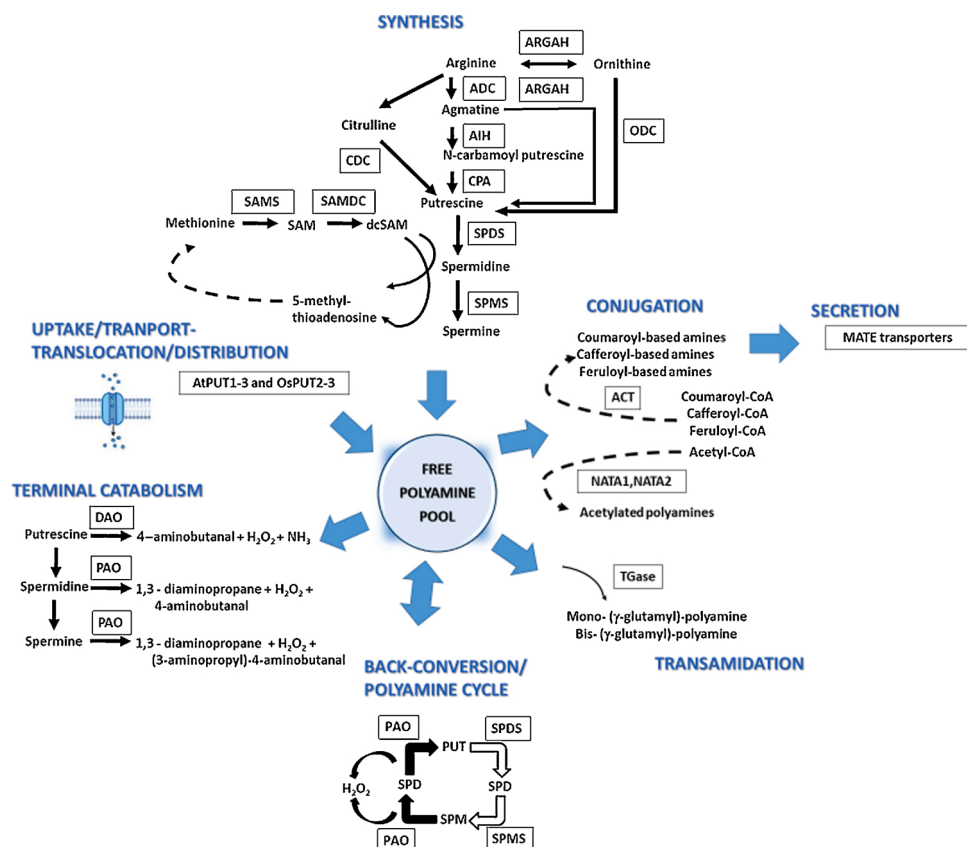 SYNTHESIS
ARGAH
Arginine
Ornithine
ADC
ARGAH
Agmatine
Citrulline
AIH
ODC
N-carbamoyl putrescine
CDC
CPA
Putrescine
SAMS
SAMDC
Methionine
SAM
dcSAM
SPDS
Spermidine
5-methyl-
thioadenosine
SPMS
Spermine
UPTAKE/TRANPORT-
TRANSLOCATION/DISTRIBUTION
AtPUT1-3 and OsPUT2-3
CONJUGATION
Coumaroyl-based amines
Cafferoyl-based amines
Feruloyl-based amines
ACT
Coumaroyl-CoA
Cafferoyl-CoA
Feruloyl-CoA
Acetyl-CoA
NATA1,NATA2
Acetylated polyamines
SECRETION
MATE transporters
FREE
POLYAMINE
POOL
TERMINAL CATABOLISM
DAO
Putrescine
4–aminobutanal + H₂O₂ + NH₃
PAO
Spermidine
1,3 - diaminopropane + H₂O₂ +
4-aminobutanal
PAO
Spermine
1,3 - diaminopropane + H₂O₂ +
(3-aminopropyl)-4-aminobutanal
TGase
Mono- (γ-glutamyl)-polyamine
Bis- (γ-glutamyl)-polyamine
TRANSAMIDATION
BACK-CONVERSION/
POLYAMINE CYCLE
PAO
SPDS
PUT
H₂O₂
SPD
SPD
SPM
PAO
SPMS